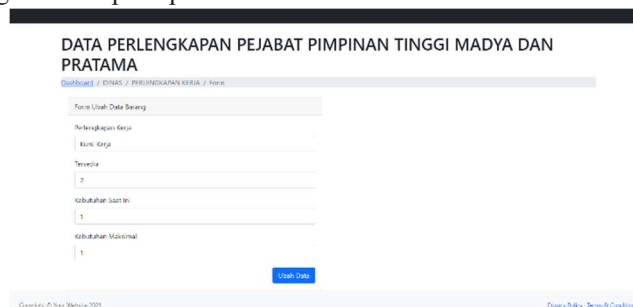 DATA PERLENGKAPAN PEJABAT PIMPINAN TINGGI MADYA DAN
PRATAMA
Dashboard / DINAS / PERLENGKAPAN KERJA / Form
Form Ubah Data Barang
Perlengkapan Kerja
Kursi Kerja
Tersedia
2
Kebutuhan Saat Ini
1
Kebutuhan Maksimal
1
Ubah Data
Copyright © Your Website 2021
Privacy Policy · Terms & Conditions